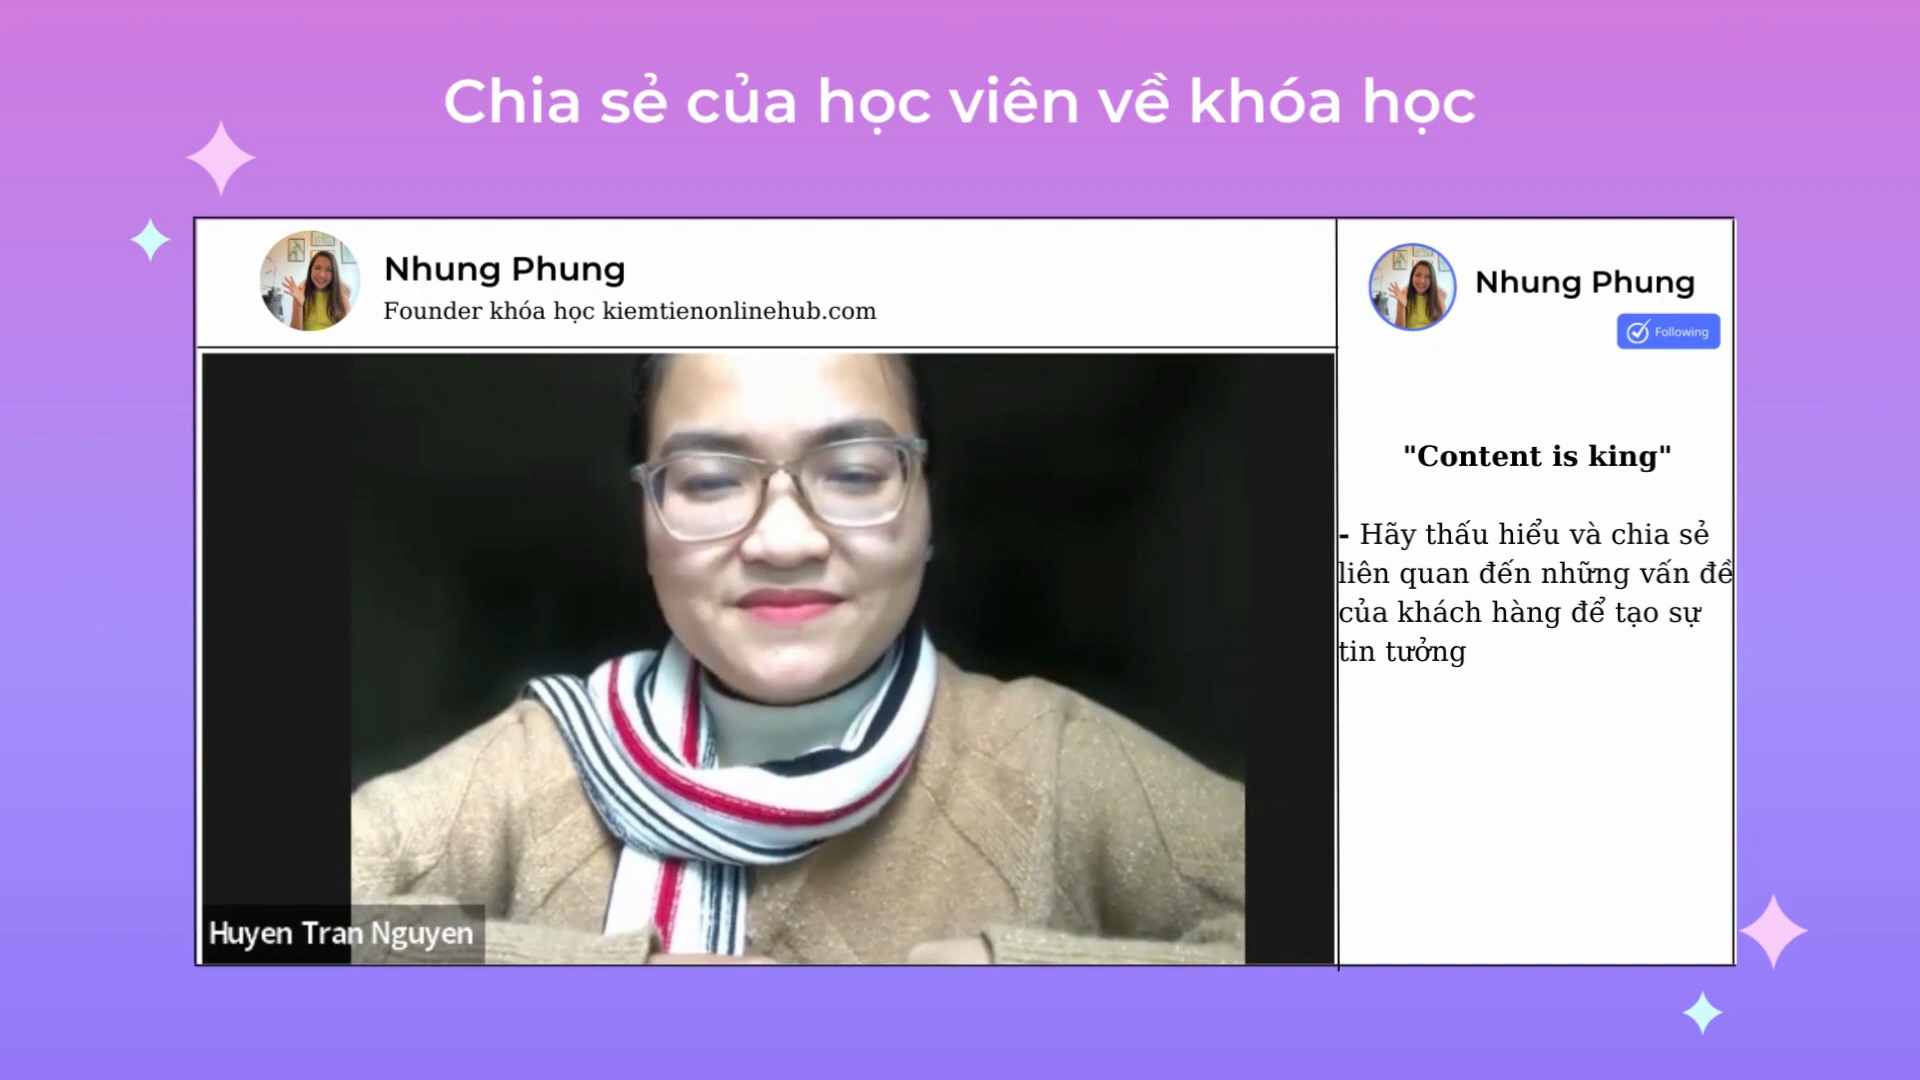 Chia sẻ của học viên về khóa học
Nhung Phung
Founder khóa học kiemtienonlinehub.com
Huyen Tran Nguyen
Nhung Phung
Following
"Content is king"
- Hãy thấu hiểu và chia sẻ
liên quan đến những vấn đề
của khách hàng để tạo sự
tin tưởng